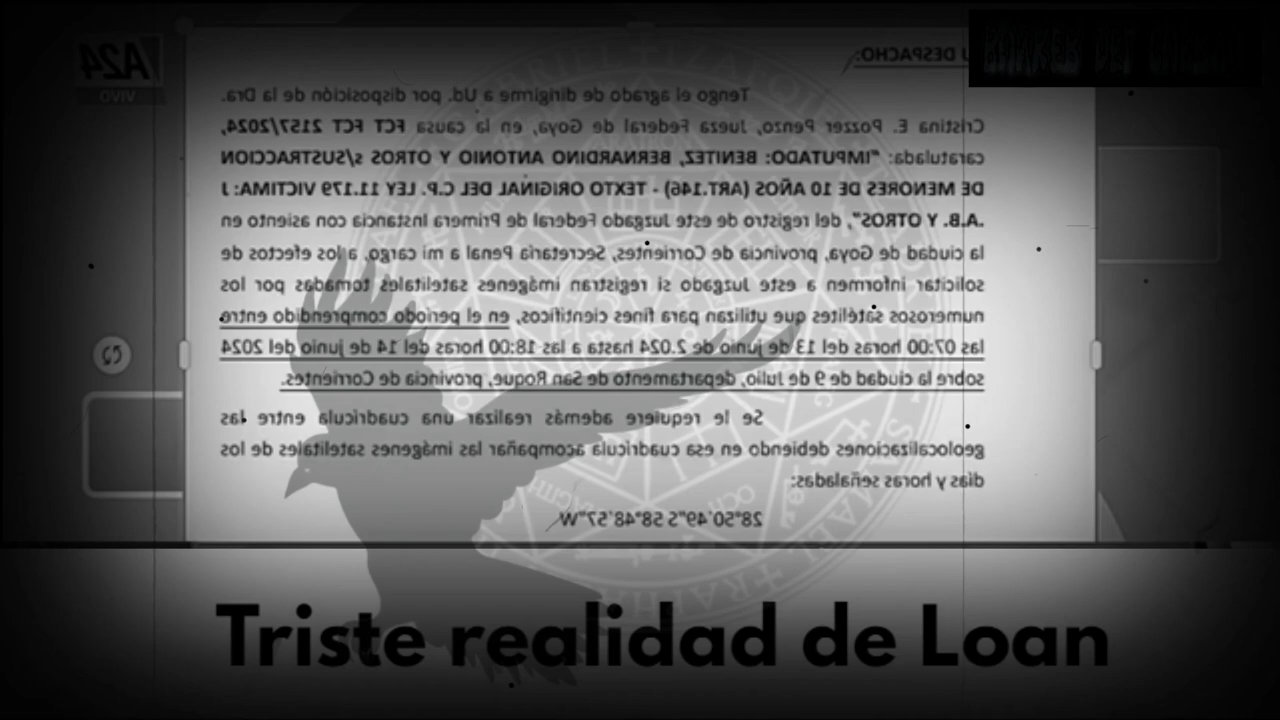 A24
VIVO
U DESPACHO:
Tengo el agrado de dirigirme a Ud. por disposición de la Dra.
Cristina E. Pozzer Penzo, Jueza Federal de Goya, en la causa FCT FCT 2157/2024,
caratulada: "IMPUTADO: BENITEZ, BERNARDINO ANTONIO Y OTROS s/SUSTRACCION
DE MENORES DE 10 AÑOS (ART.146) - TEXTO ORIGINAL DEL C.P. LEY 11.179 VICTIMA: J
.A.B. Y OTROS", del registro de este Juzgado Federal de Primera Instancia con asiento en
la ciudad de Goya, provincia de Corrientes, Secretaría Penal a mi cargo, a los efectos de
solicitar informen a este Juzgado si registran imágenes satelitales tomadas por los
numerosos satélites que utilizan para fines científicos, en el periodo comprendido entre
las 07:00 horas del 13 de junio de 2.024 hasta a las 18:00 horas del 14 de junio del 2024
sobre la ciudad de 9 de Julio, departamento de San Roque, provincia de Corrientes.
Se le requiere además realizar una cuadrícula entre las
geolocalizaciones debiendo en esa cuadrícula acompañar las imágenes satelitales de los
días y horas señaladas:
28°50'49"S 58°48'57"W
Triste realidad de Loan